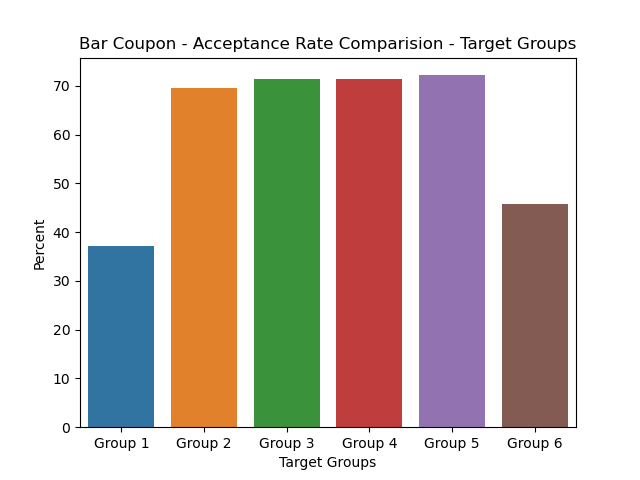 Bar Coupon - Acceptance Rate Comparision - Target Groups
Percent
70
60
50
40
30
20
10
0
Group 1 Group 2 Group 3 Group 4 Group 5 Group 6
Target Groups